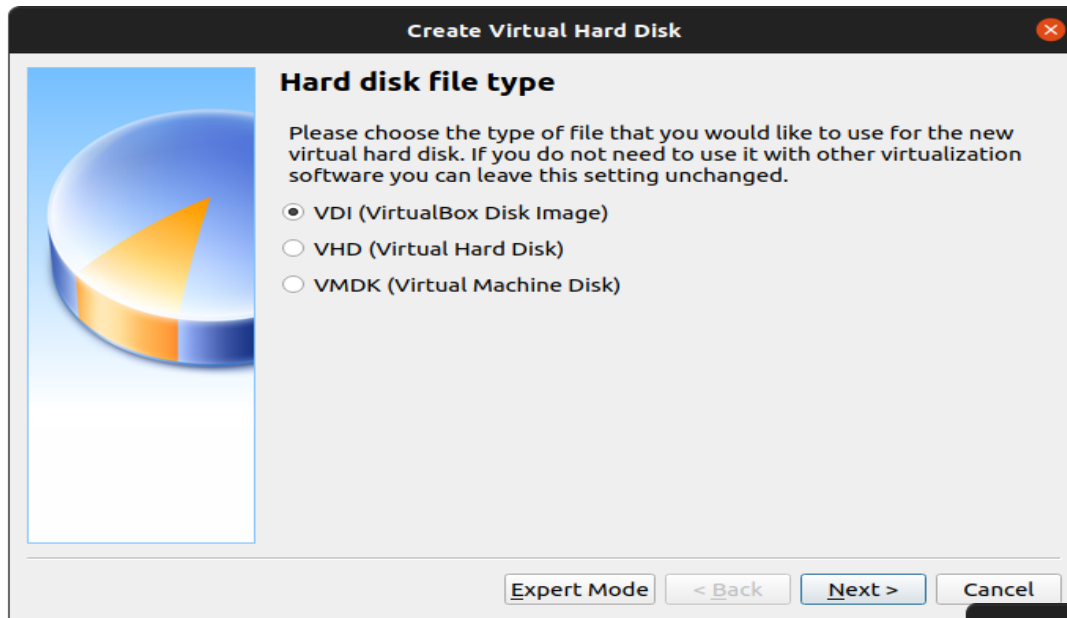 Create Virtual Hard Disk
Hard disk file type
Please choose the type of file that you would like to use for the new
virtual hard disk. If you do not need to use it with other virtualization
software you can leave this setting unchanged.
VDI (VirtualBox Disk Image)
VHD (Virtual Hard Disk)
VMDK (Virtual Machine Disk)
Expert Mode < Back Next > Cancel